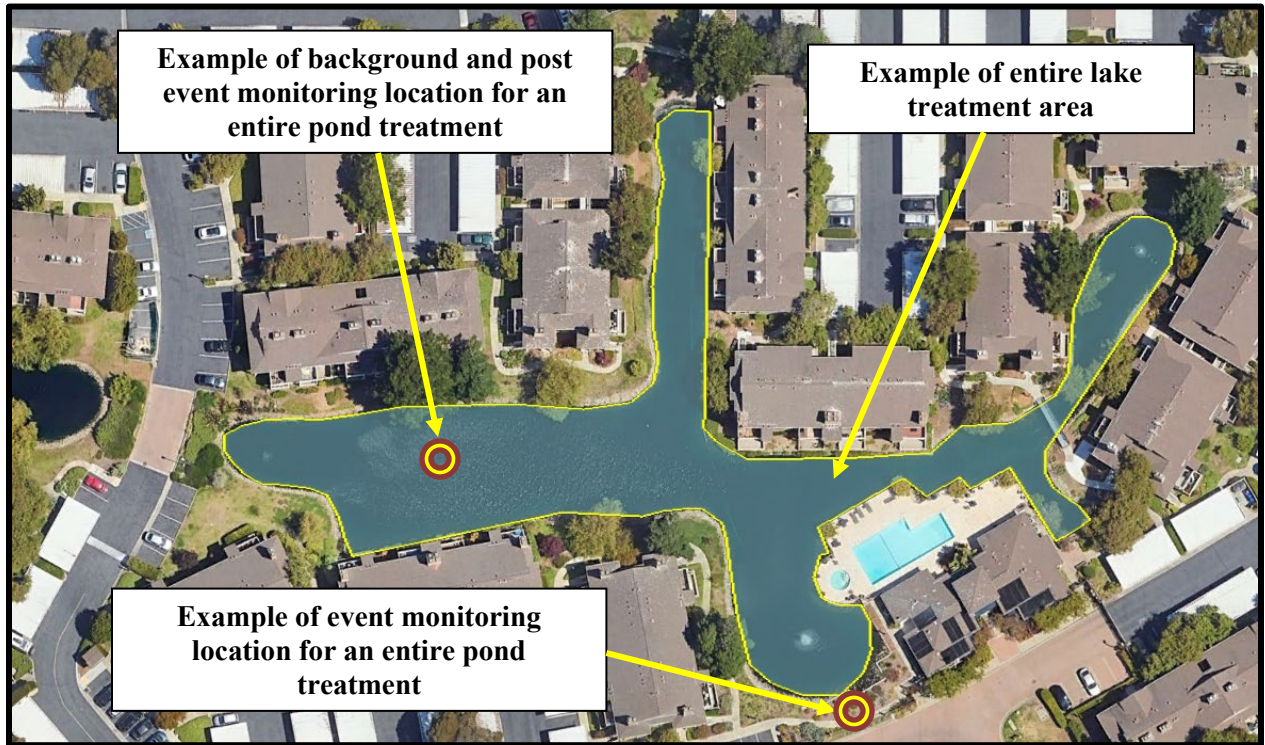 Example of background and post
event monitoring location for an
entire pond treatment
Example of entire lake
treatment area
Example of event monitoring
location for an entire pond
treatment